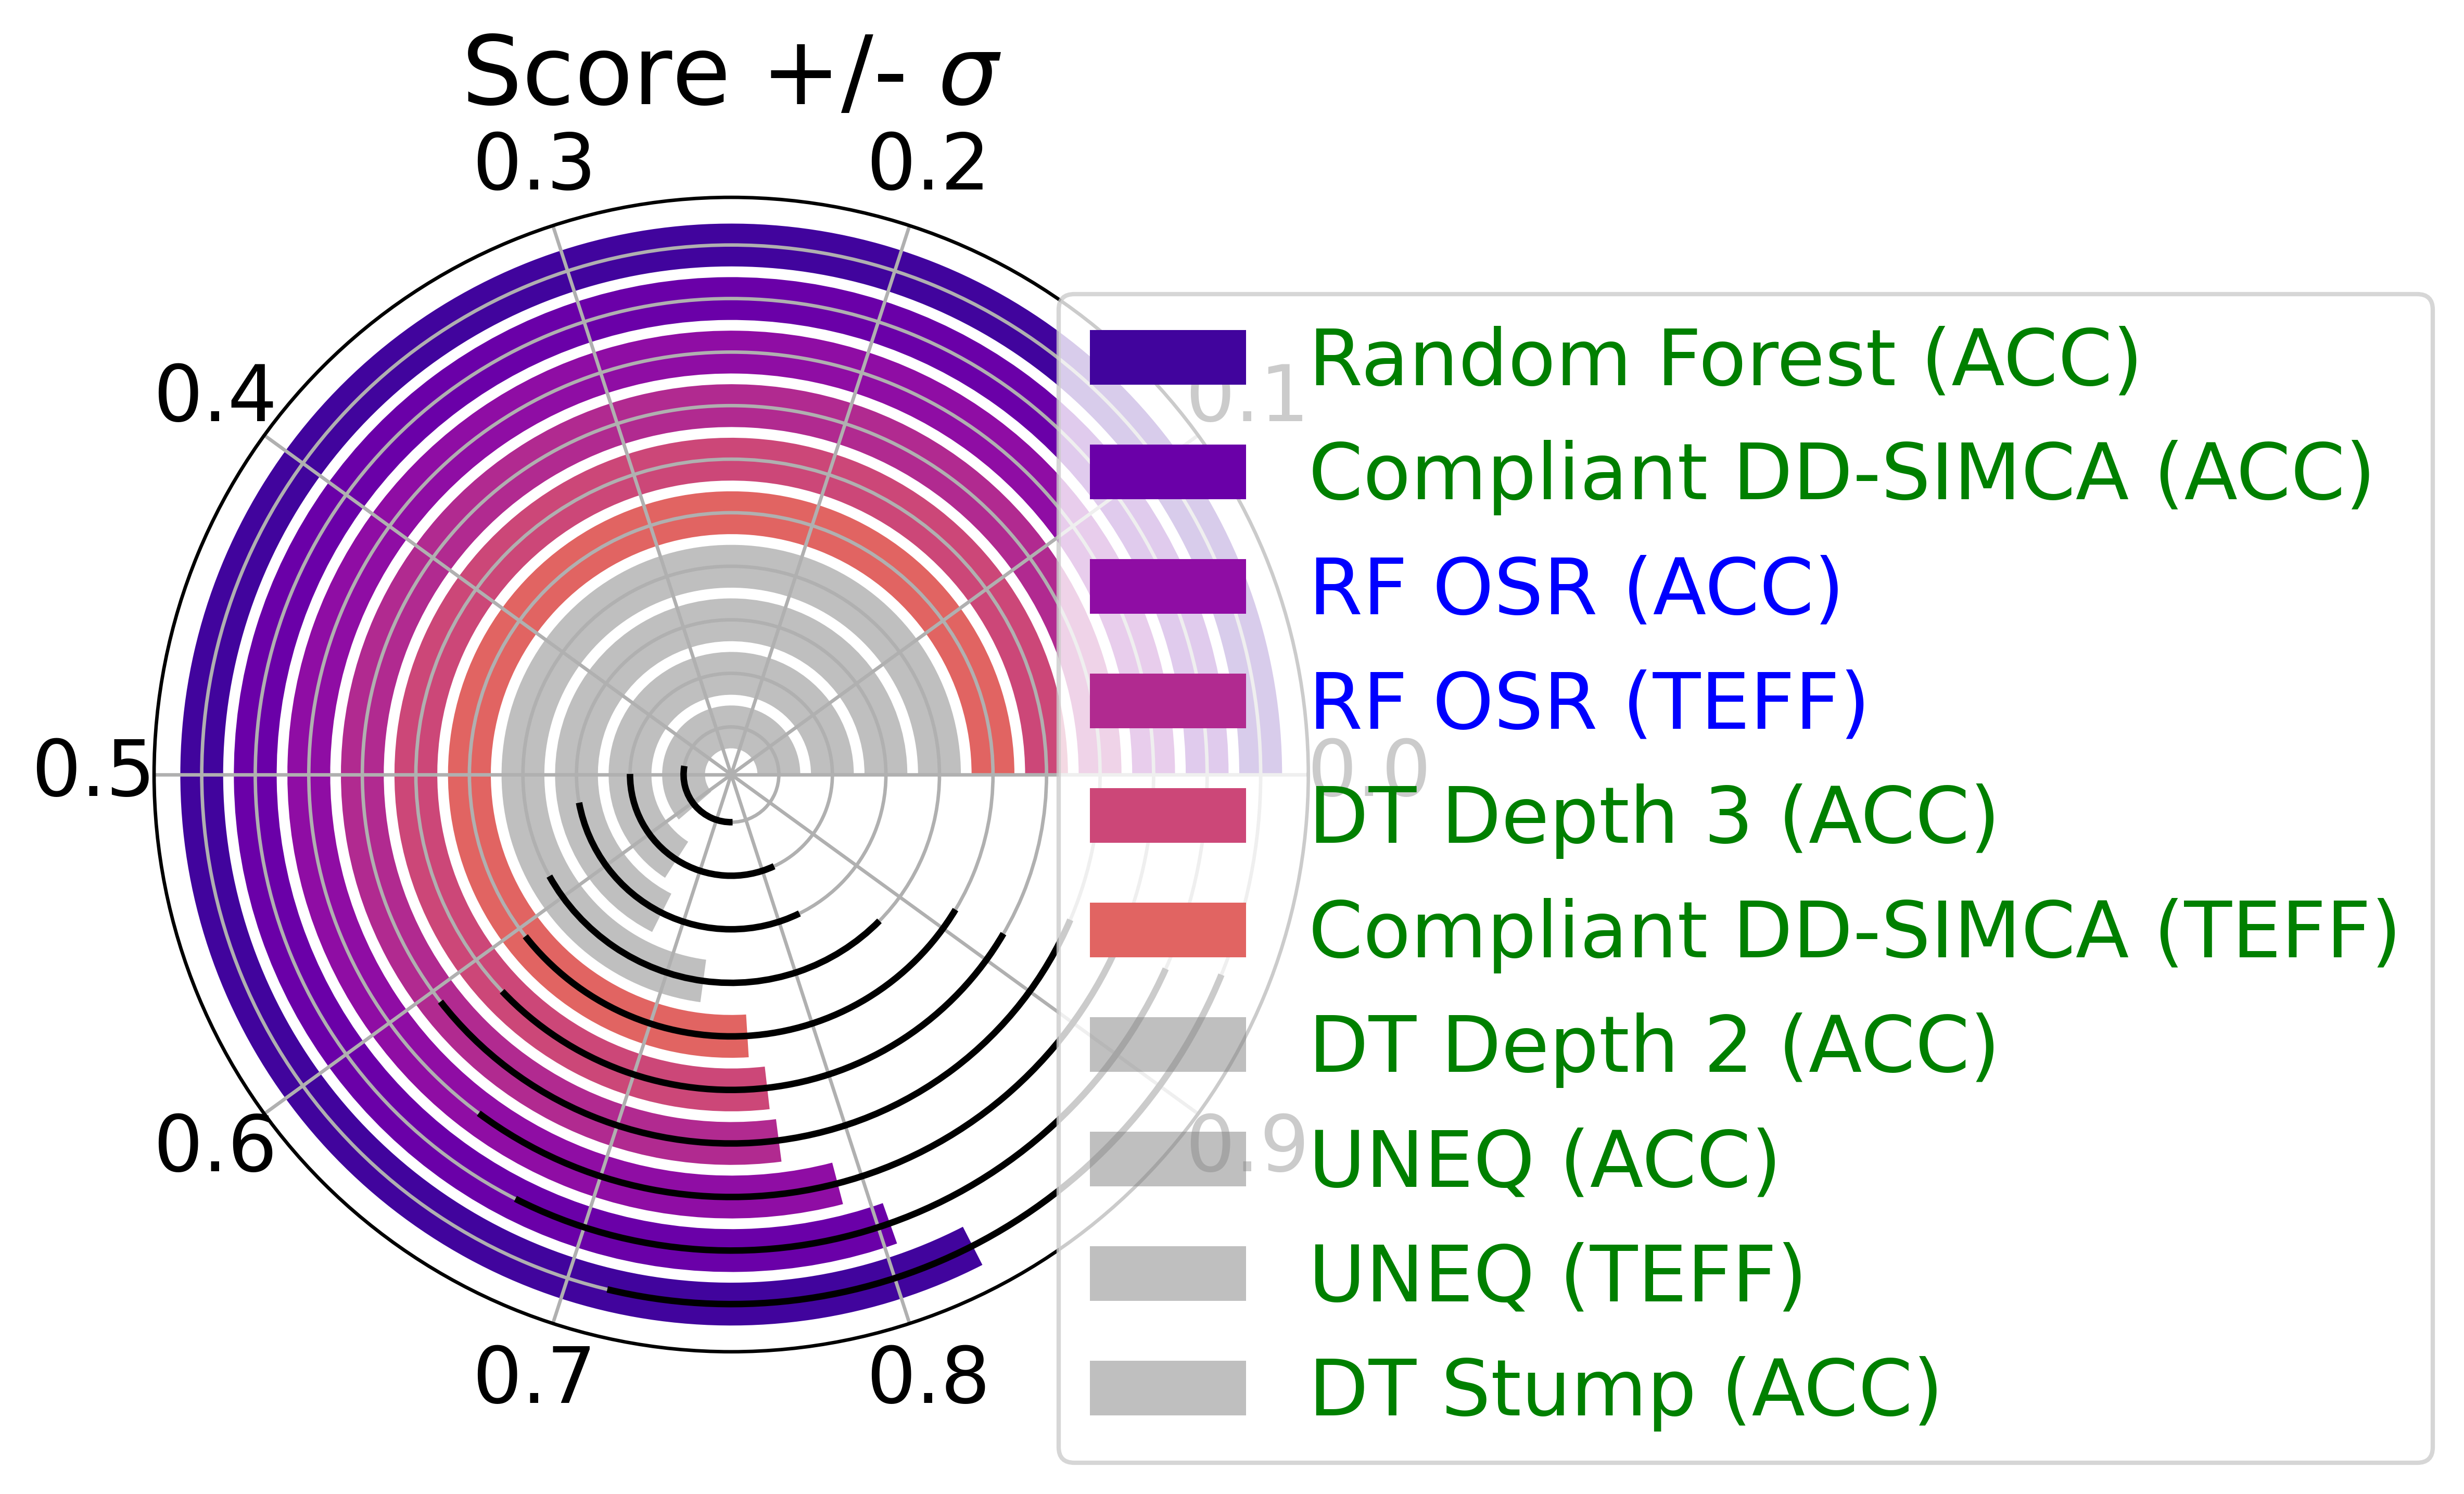 Score +/- σ
0.3
0.2
0.4
0.1
0.5
0.0
0.6
0.9
0.7
0.8
Random Forest (ACC)
Compliant DD-SIMCA (ACC)
RF OSR (ACC)
RF OSR (TEFF)
DT Depth 3 (ACC)
Compliant DD-SIMCA (TEFF)
DT Depth 2 (ACC)
UNEQ (ACC)
UNEQ (TEFF)
DT Stump (ACC)